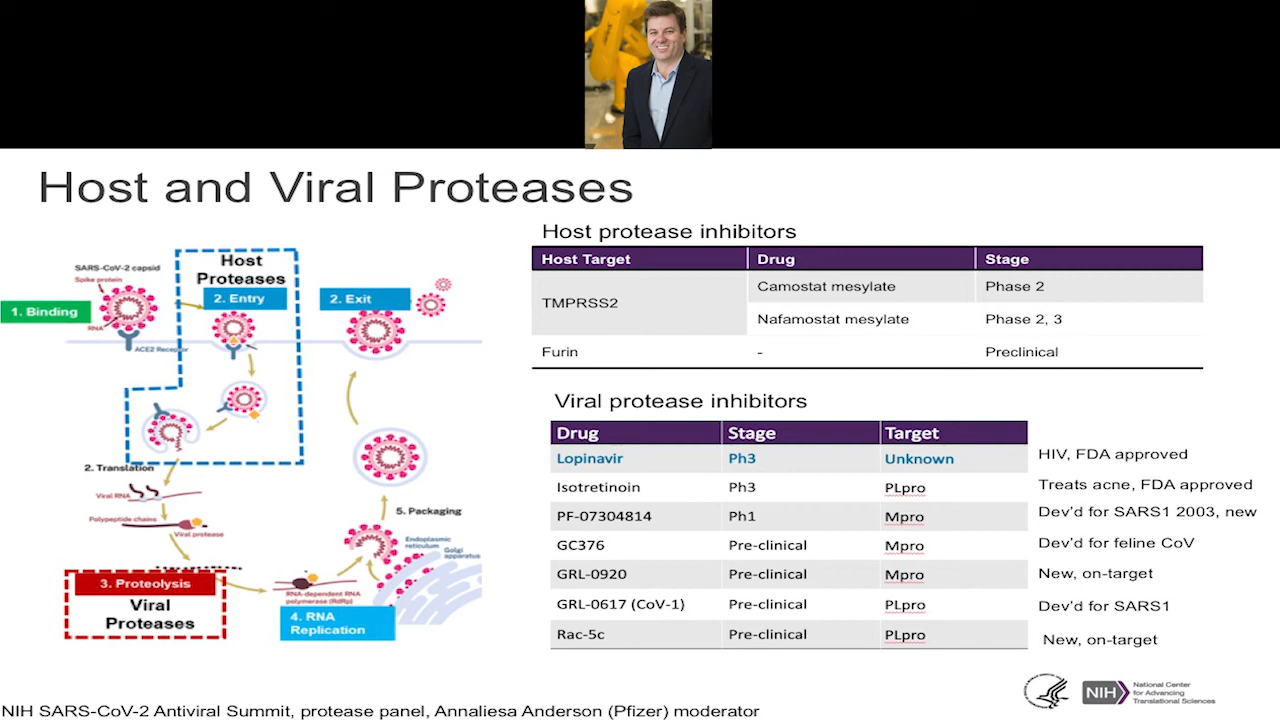 Host and Viral Proteases
SARS-CoV-2 capsid
Spike protein
RNA
1. Binding
ACE2 Receptor
Host
Proteases
2. Entry
2. Exit
2. Translation
Viral RNA
Polypeptide chains
Viral protease
3. Proteolysis
Viral
Proteases
RNA-dependent RNA
polymerase (RdRp)
4. RNA
Replication
5. Packaging
Endoplasmic
reticulum
Golgi
apparatus
Host protease inhibitors
Host Target Drug Stage
TMPRSS2 Camostat mesylate Phase 2
Nafamostat mesylate Phase 2, 3
Furin - Preclinical
Viral protease inhibitors
Drug Stage Target
Lopinavir Ph3 Unknown HIV, FDA approved
Isotretinoin Ph3 PLpro Treats acne, FDA approved
PF-07304814 Ph1 Mpro Dev'd for SARS1 2003, new
GC376 Pre-clinical Mpro Dev'd for feline CoV
GRL-0920 Pre-clinical Mpro New, on-target
GRL-0617 (CoV-1) Pre-clinical PLpro Dev'd for SARS1
Rac-5c Pre-clinical PLpro New, on-target
NIH
National Center
for Advancing
Translational Sciences
NIH SARS-CoV-2 Antiviral Summit, protease panel, Annaliesa Anderson (Pfizer) moderator